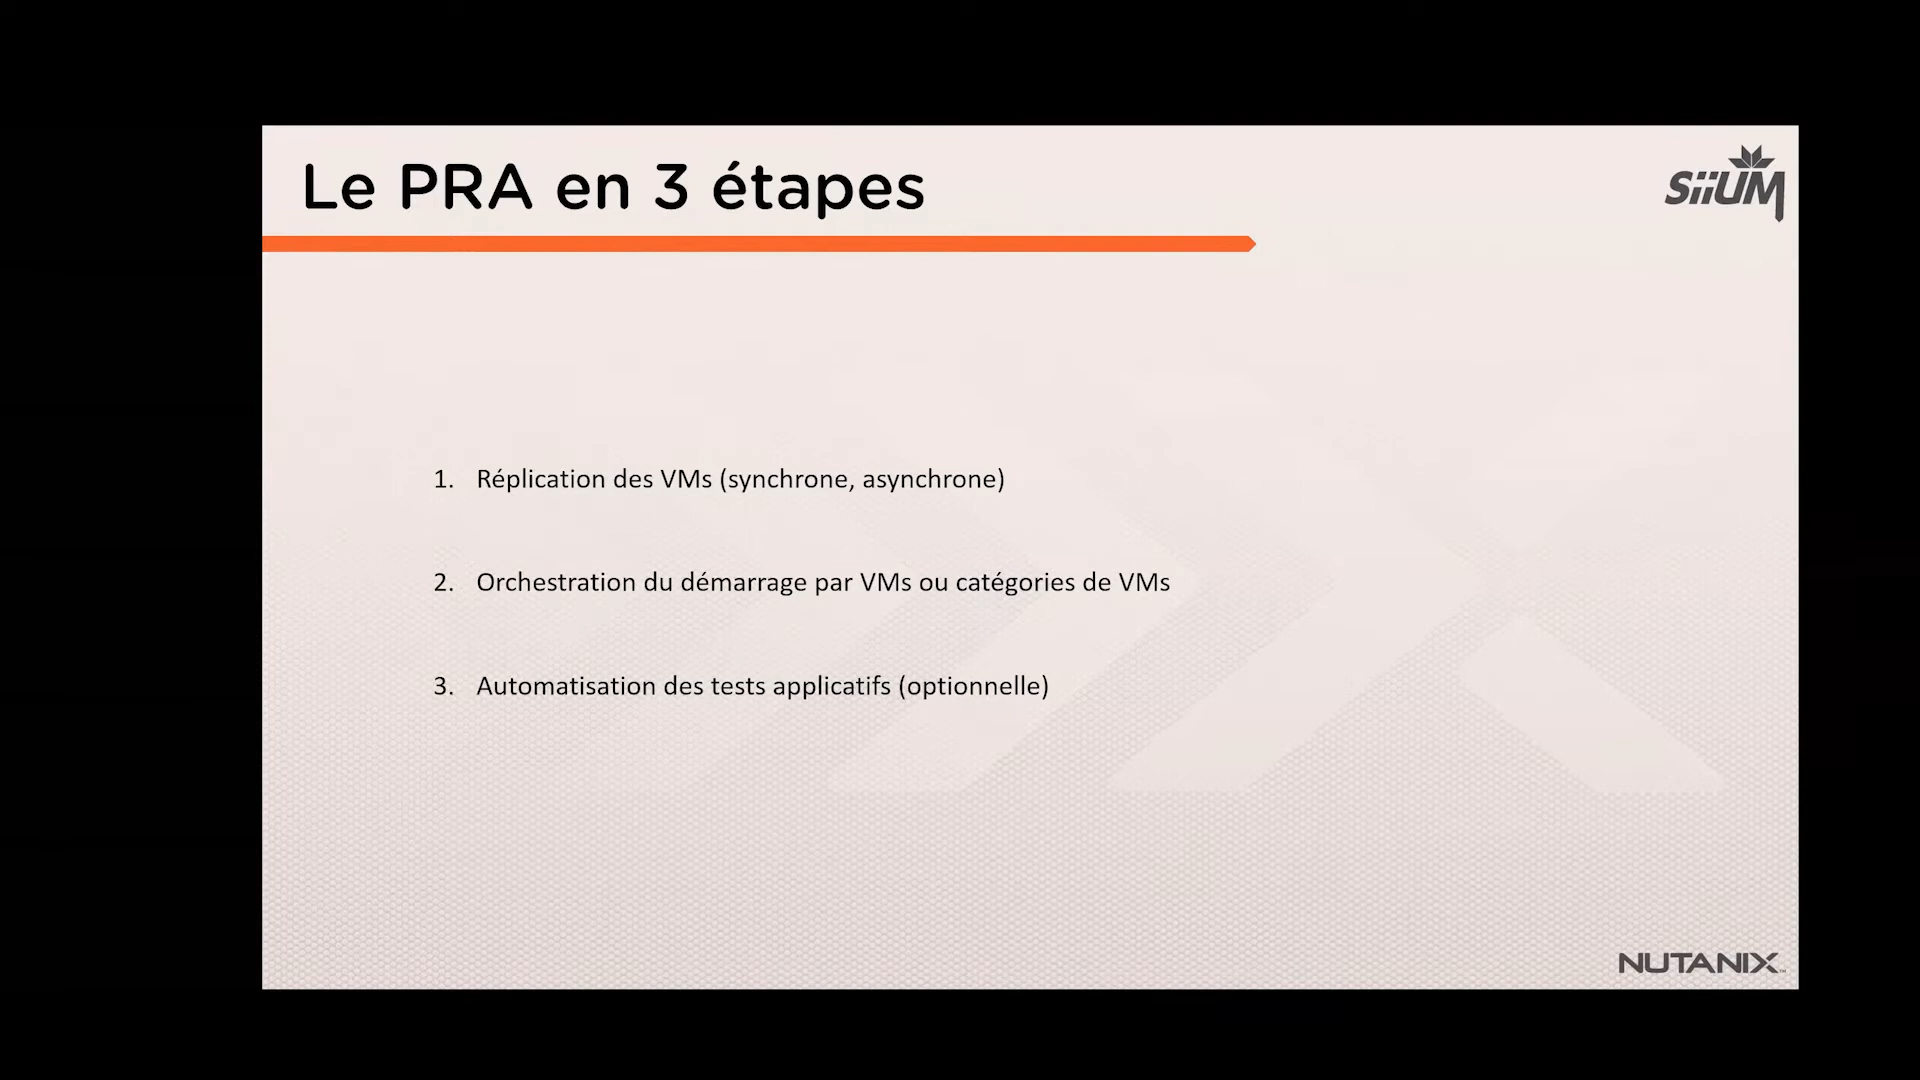 Le PRA en 3 étapes
SiiUM
1. Réplication des VMs (synchrone, asynchrone)
2. Orchestration du démarrage par VMs ou catégories de VMs
3. Automatisation des tests applicatifs (optionnelle)
NUTANIX™